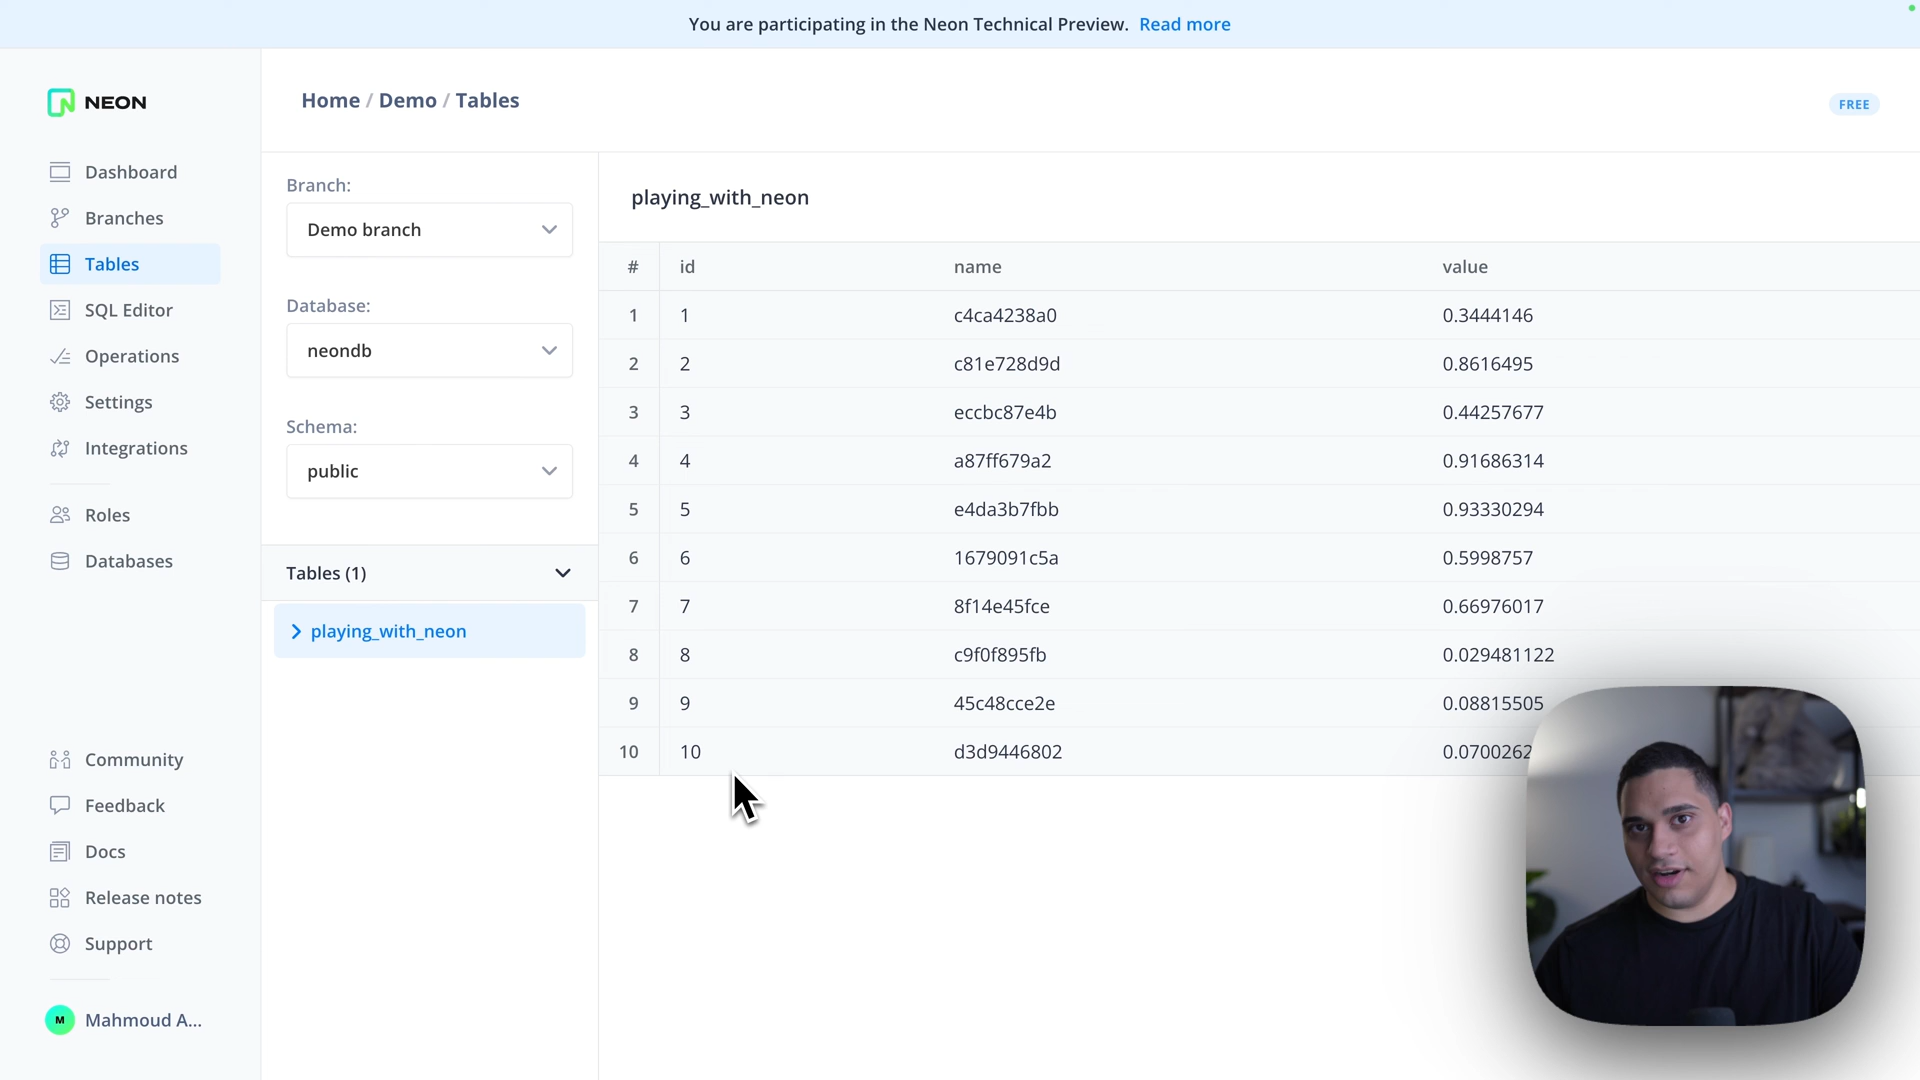 You are participating in the Neon Technical Preview. Read more
NEON
Home / Demo / Tables
FREE
Dashboard
Branches
Tables
SQL Editor
Operations
Settings
Integrations
Roles
Databases
Community
Feedback
Docs
Release notes
Support
M
Mahmoud A...
Branch:
Demo branch
Database:
neondb
Schema:
public
Tables (1)
playing_with_neon
playing_with_neon
# id name value
1 1 c4ca4238a0 0.3444146
2 2 c81e728d9d 0.8616495
3 3 eccbc87e4b 0.44257677
4 4 a87ff679a2 0.91686314
5 5 e4da3b7fbb 0.93330294
6 6 1679091c5a 0.5998757
7 7 8f14e45fce 0.66976017
8 8 c9f0f895fb 0.029481122
9 9 45c48cce2e 0.08815505
10 10 d3d9446802 0.0700262